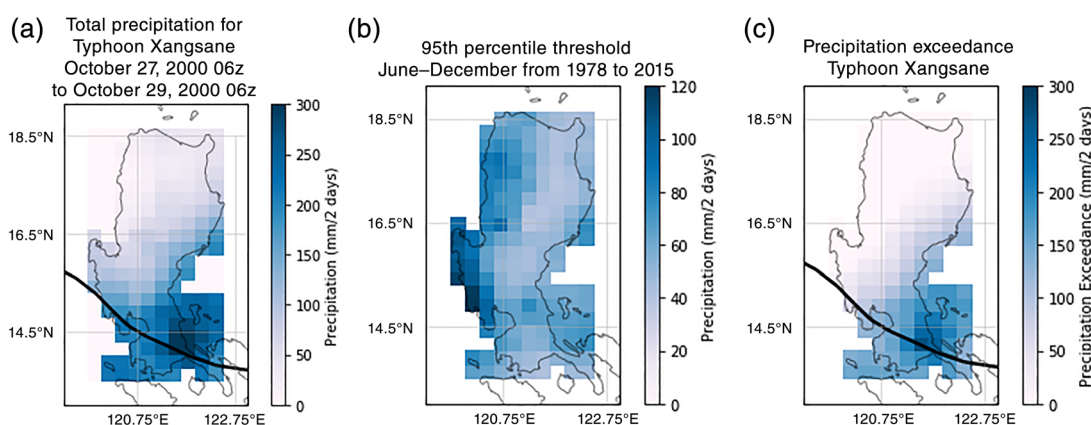 (a)
Total precipitation for
Typhoon Xangsane
October 27, 2000 06z
to October 29, 2000 06z
18.5°N
16.5°N
14.5°N
120.75°E
122.75°E
300
250
200
150
100
50
0
Precipitation (mm/2 days)
(b)
95th percentile threshold
June–December from 1978 to 2015
18.5°N
16.5°N
14.5°N
120.75°E
122.75°E
120
100
80
60
40
20
0
Precipitation (mm/2 days)
(c)
Precipitation exceedance
Typhoon Xangsane
18.5°N
16.5°N
14.5°N
120.75°E
122.75°E
300
250
200
150
100
50
0
Precipitation Exceedance (mm/2 days)